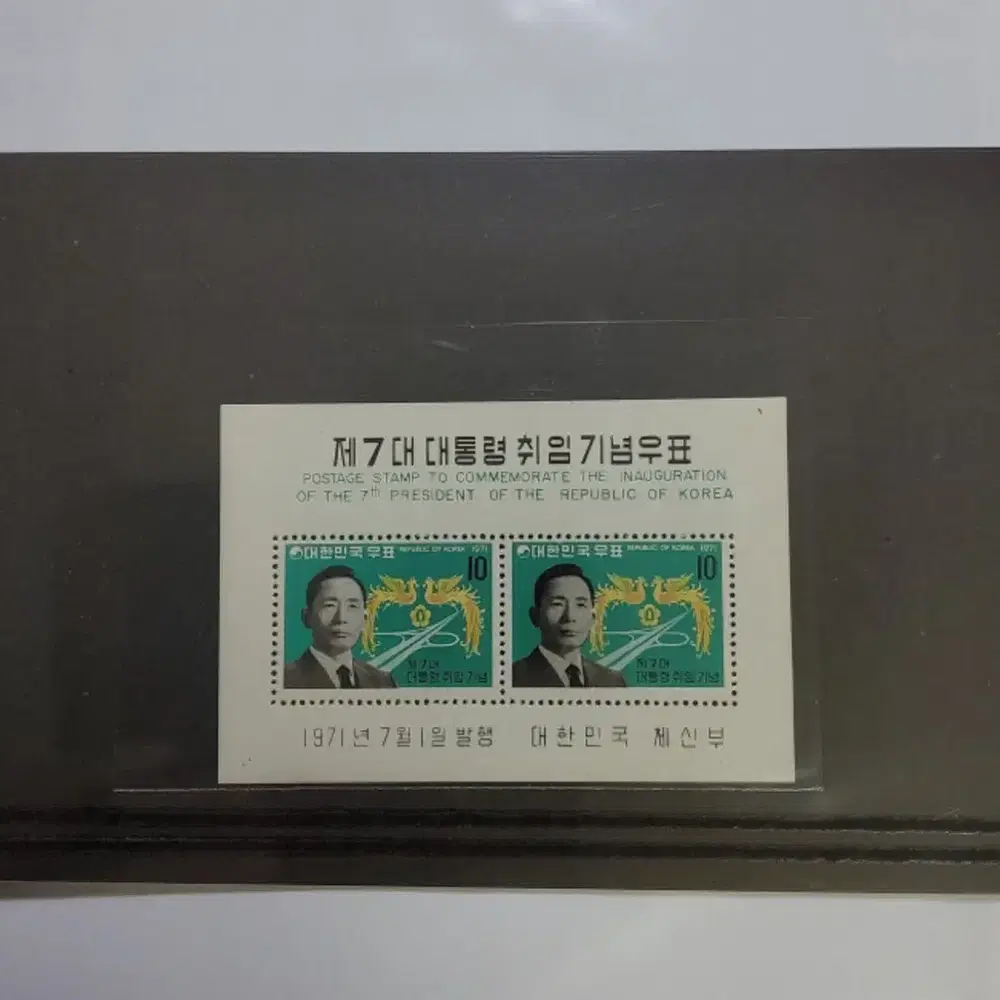 제7대 대통령 취임 기념우표
POSTAGE STAMP TO COMMEMORATE THE INAUGURATION
OF THE 7th PRESIDENT OF THE REPUBLIC OF KOREA
대한민국우표 REPUBLIC OF KOREA 1971
10
제7대
대통령취임기념
대한민국우표 REPUBLIC OF KOREA 1971
10
제7대
대통령취임기념
1971년 7월 1일 발행 대한민국 체신부